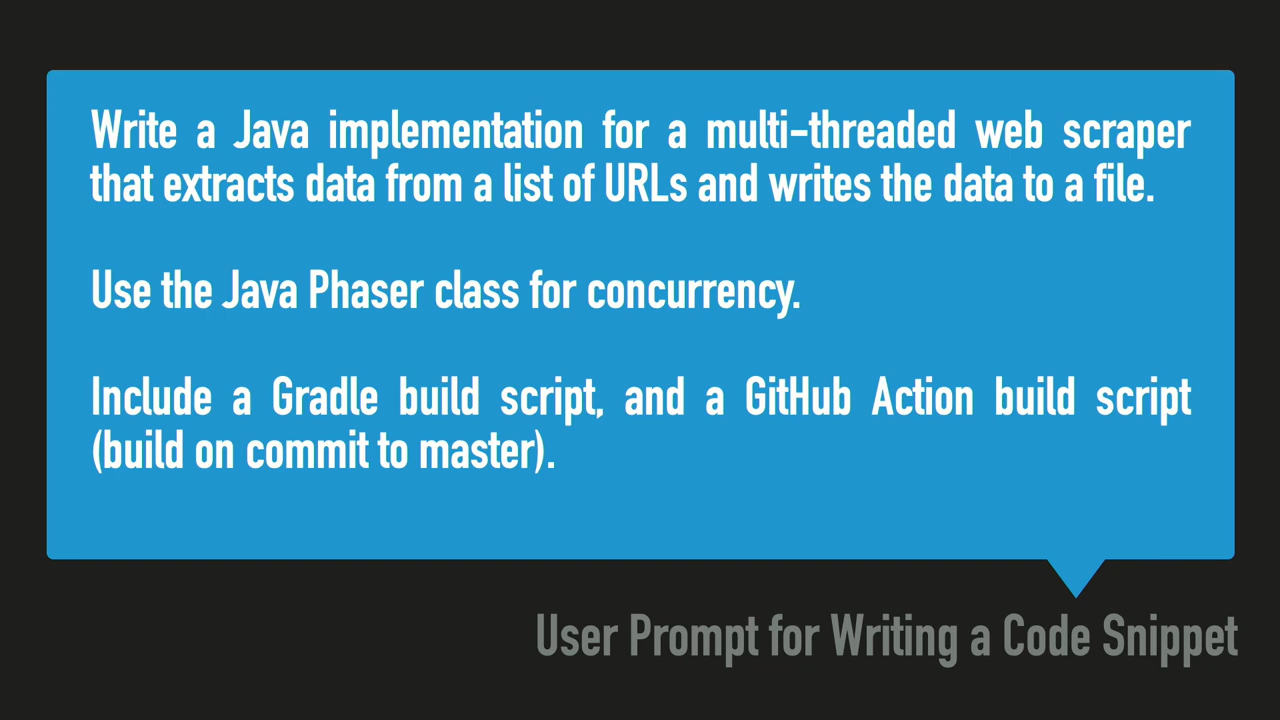 Write a Java implementation for a multi-threaded web scraper
that extracts data from a list of URLs and writes the data to a file.
Use the Java Phaser class for concurrency.
Include a Gradle build script, and a GitHub Action build script
(build on commit to master).
User Prompt for Writing a Code Snippet